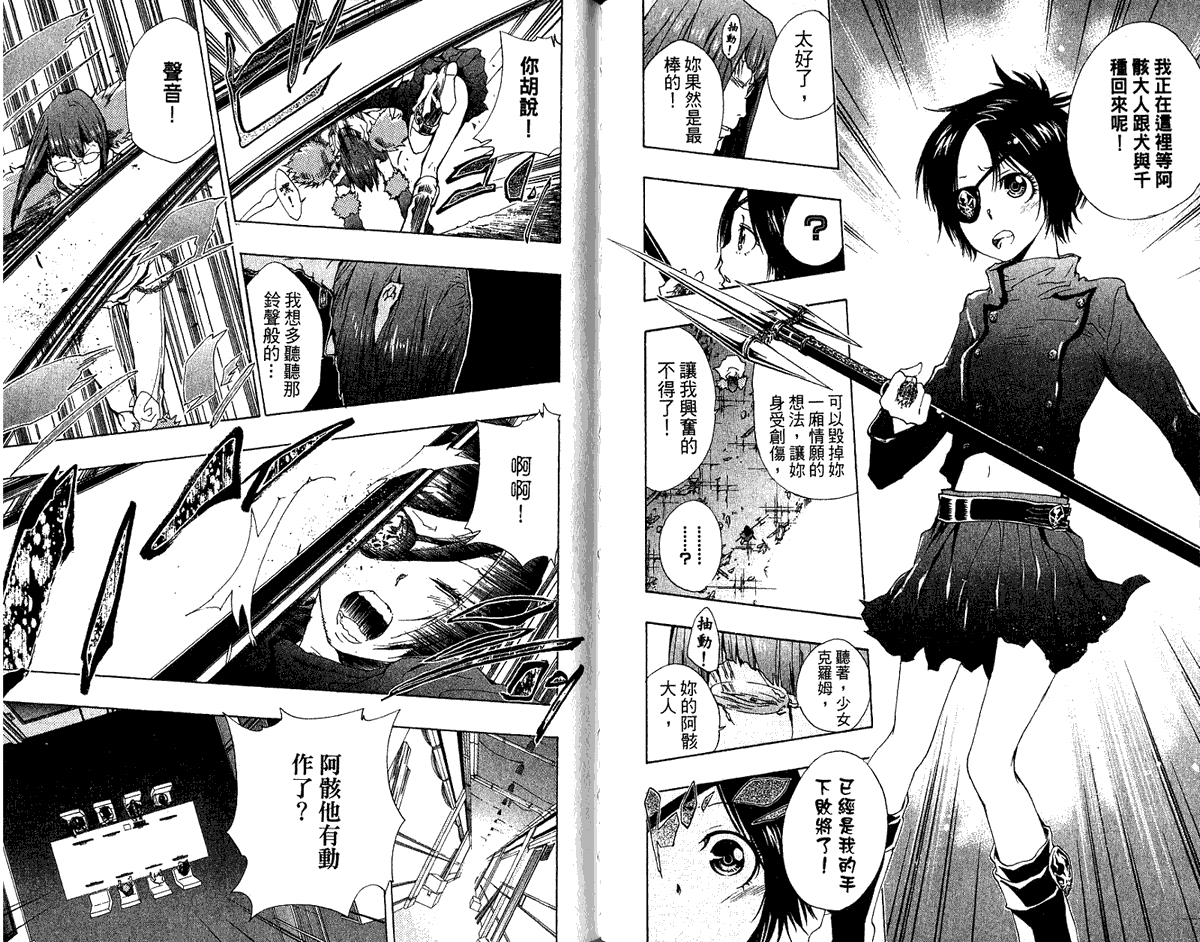 我正在這裡等阿
骸大人跟犬與千
種回來呢！
太好了，
妳果然是最
棒的！
抽動！
？
可以毀掉妳
一廂情願的
想法，讓妳
身受創傷，
讓我興奮的
不得了！
………
……？
聽著，少女
克羅姆，
抽動！
妳的阿骸
大人，
已經是我的手
下敗將了！
你胡說！
聲音！
我想多聽聽那
鈴聲般的…
啊
啊！
阿骸他有動
作了？